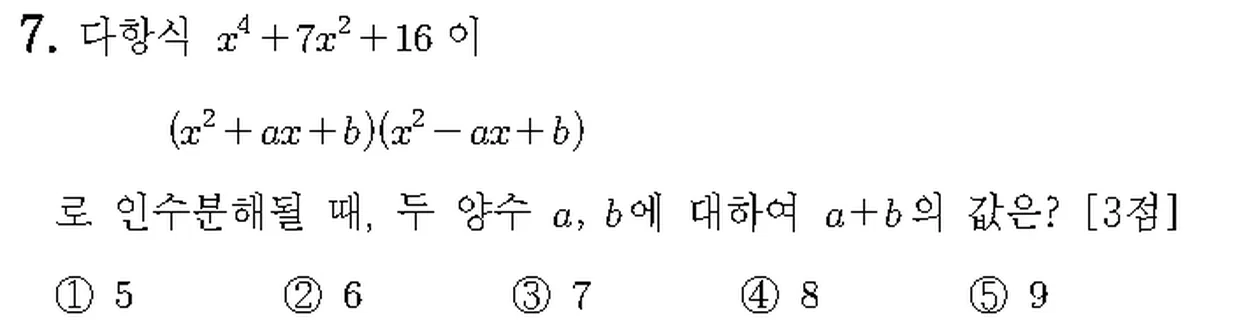 7. 다항식 x⁴+7x²+16 이
(x²+ax+b)(x²−ax+b)
로 인수분해될 때, 두 양수 a, b에 대하여 a+b의 값은? [3점]
① 5 ② 6 ③ 7 ④ 8 ⑤ 9